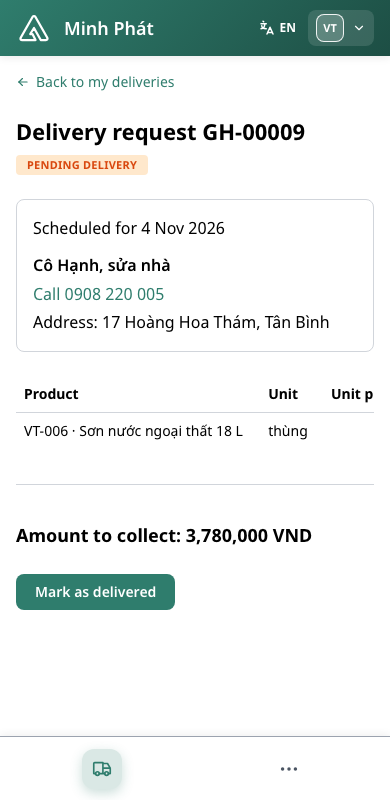 Minh Phát
EN
VT
Back to my deliveries
Delivery request GH-00009
PENDING DELIVERY
Scheduled for 4 Nov 2026
Cô Hạnh, sửa nhà
Call 0908 220 005
Address: 17 Hoàng Hoa Thám, Tân Bình
Product Unit Unit p
VT-006 · Sơn nước ngoại thất 18 L thùng
Amount to collect: 3,780,000 VND
Mark as delivered